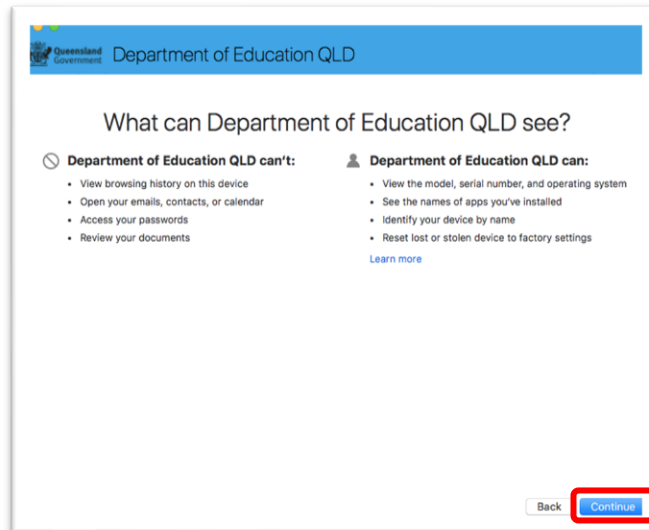 Queensland
Government
Department of Education QLD
What can Department of Education QLD see?
Department of Education QLD can't:
• View browsing history on this device
• Open your emails, contacts, or calendar
• Access your passwords
• Review your documents
Department of Education QLD can:
• View the model, serial number, and operating system
• See the names of apps you've installed
• Identify your device by name
• Reset lost or stolen device to factory settings
Learn more
Back
Continue